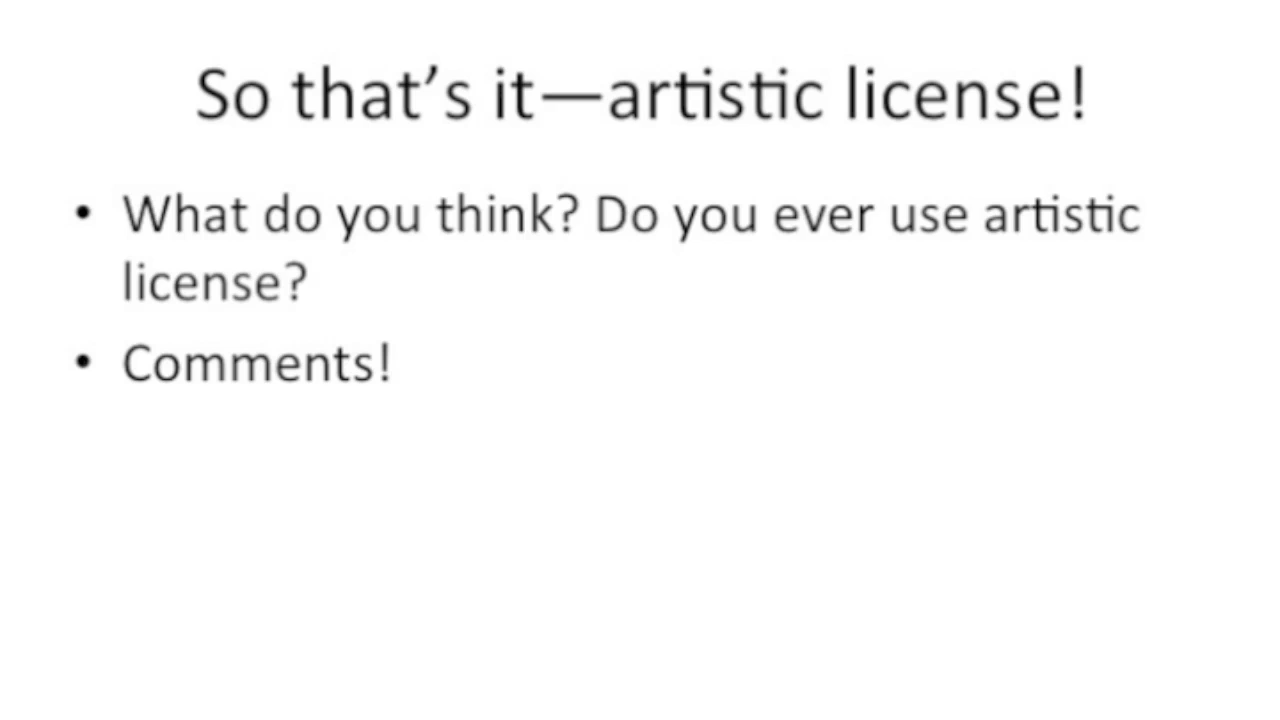 So that’s it—artistic license!
• What do you think? Do you ever use artistic
license?
• Comments!